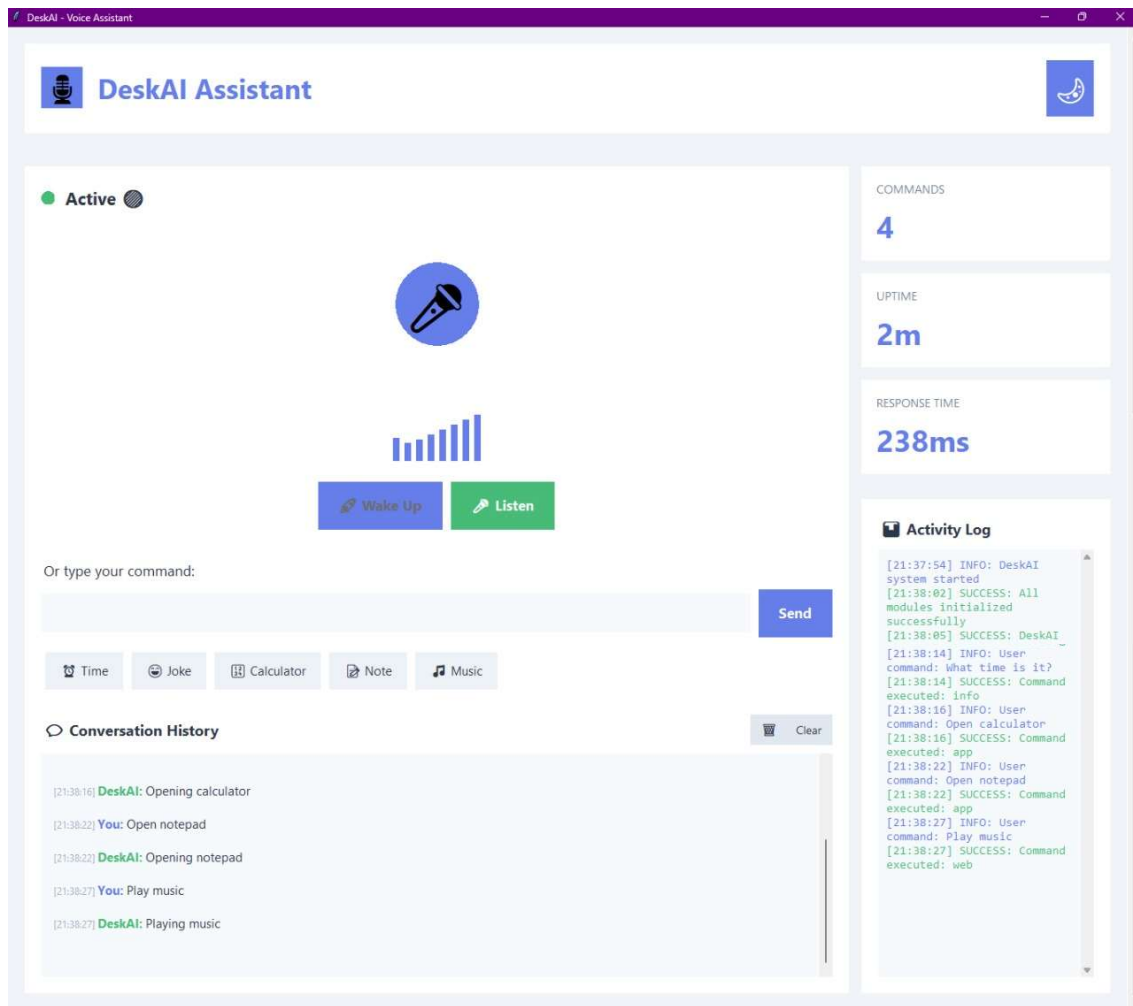 DeskAI - Voice Assistant
DeskAI Assistant
Active
COMMANDS
4
UPTIME
2m
RESPONSE TIME
238ms
Wake Up
Listen
Or type your command:
Send
Time
Joke
Calculator
Note
Music
Conversation History
Clear
[21:38:16] DeskAI: Opening calculator
[21:38:22] You: Open notepad
[21:38:22] DeskAI: Opening notepad
[21:38:27] You: Play music
[21:38:27] DeskAI: Playing music
Activity Log
[21:37:54] INFO: DeskAI
system started
[21:38:02] SUCCESS: All
modules initialized
successfully
[21:38:05] SUCCESS: DeskAI
[21:38:14] INFO: User
command: What time is it?
[21:38:14] SUCCESS: Command
executed: info
[21:38:16] INFO: User
command: Open calculator
[21:38:16] SUCCESS: Command
executed: app
[21:38:22] INFO: User
command: Open notepad
[21:38:22] SUCCESS: Command
executed: app
[21:38:27] INFO: User
command: Play music
[21:38:27] SUCCESS: Command
executed: web